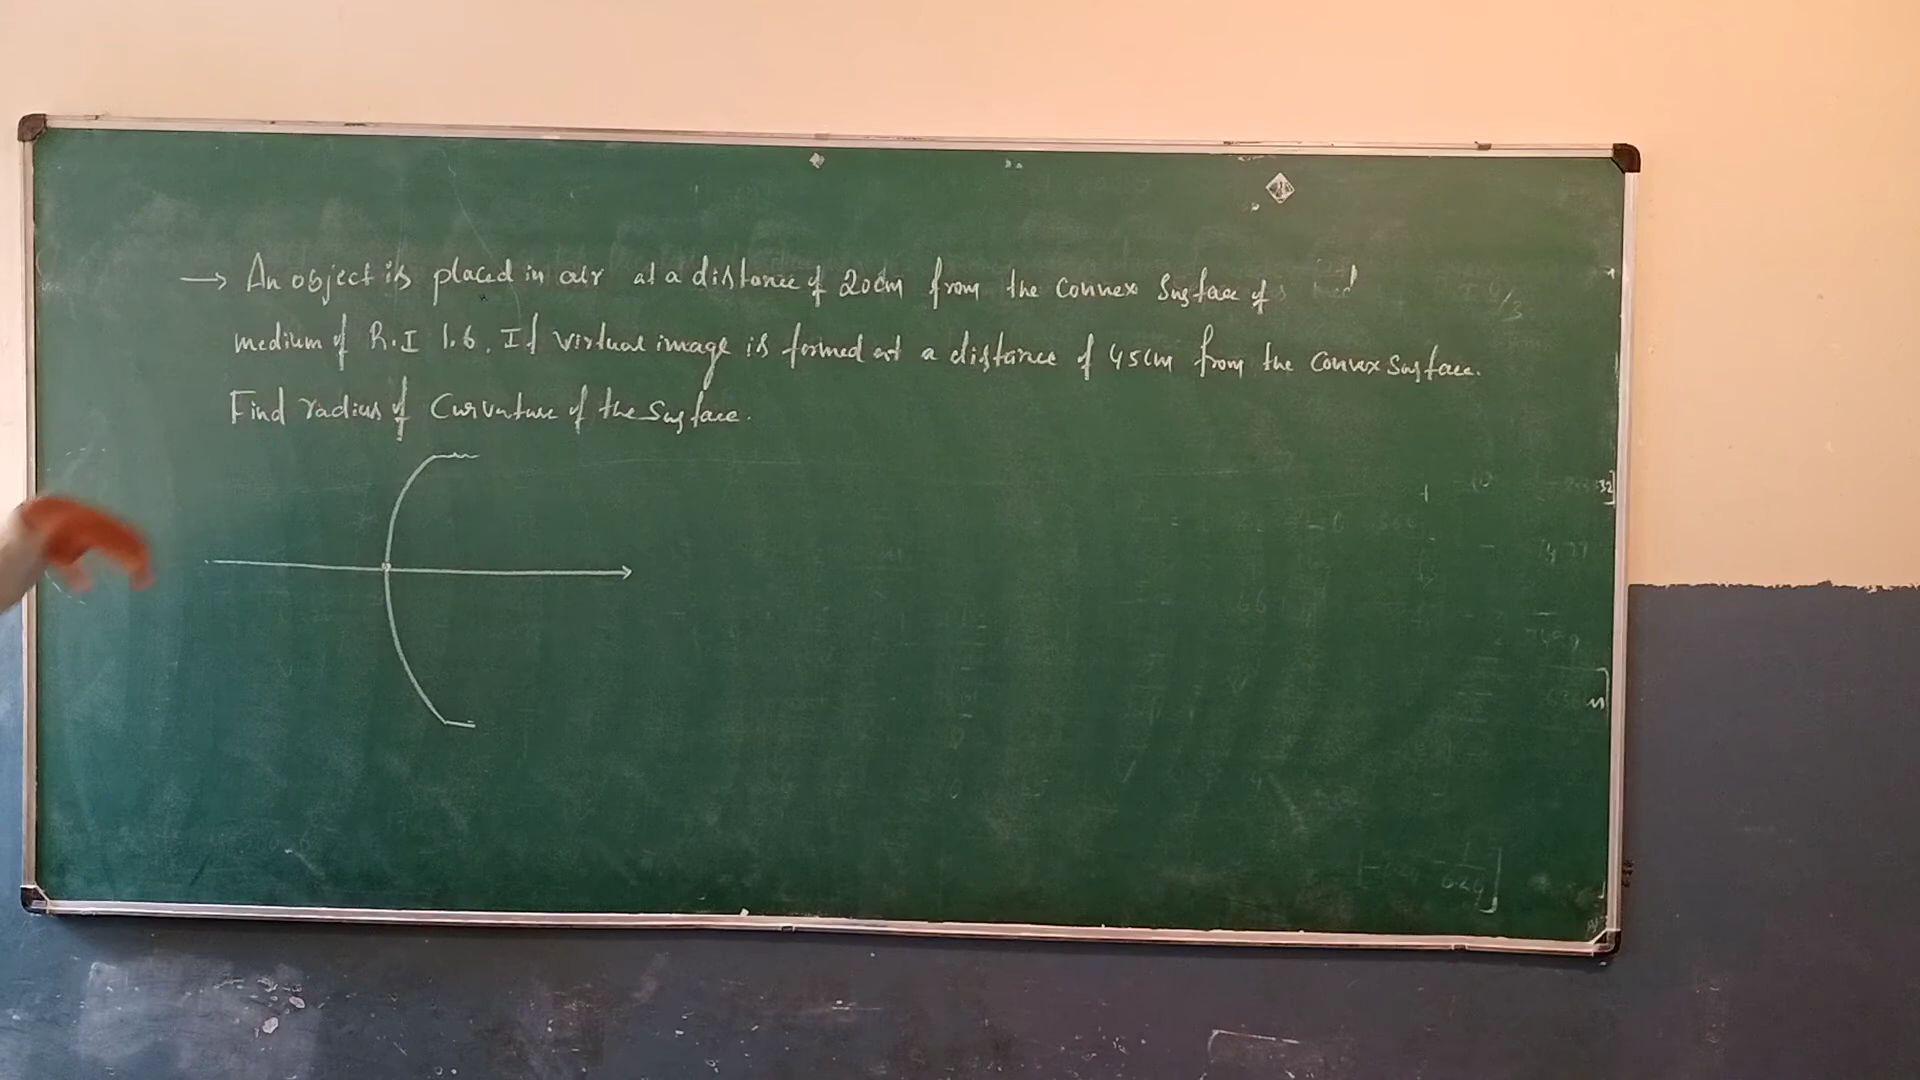 → An object is placed in air at a distance of 20cm from the convex Surface of
medium of R.I 1.6. If virtual image is formed at a distance of 45cm from the Convex Surface.
Find radius of Curvature of the Surface.